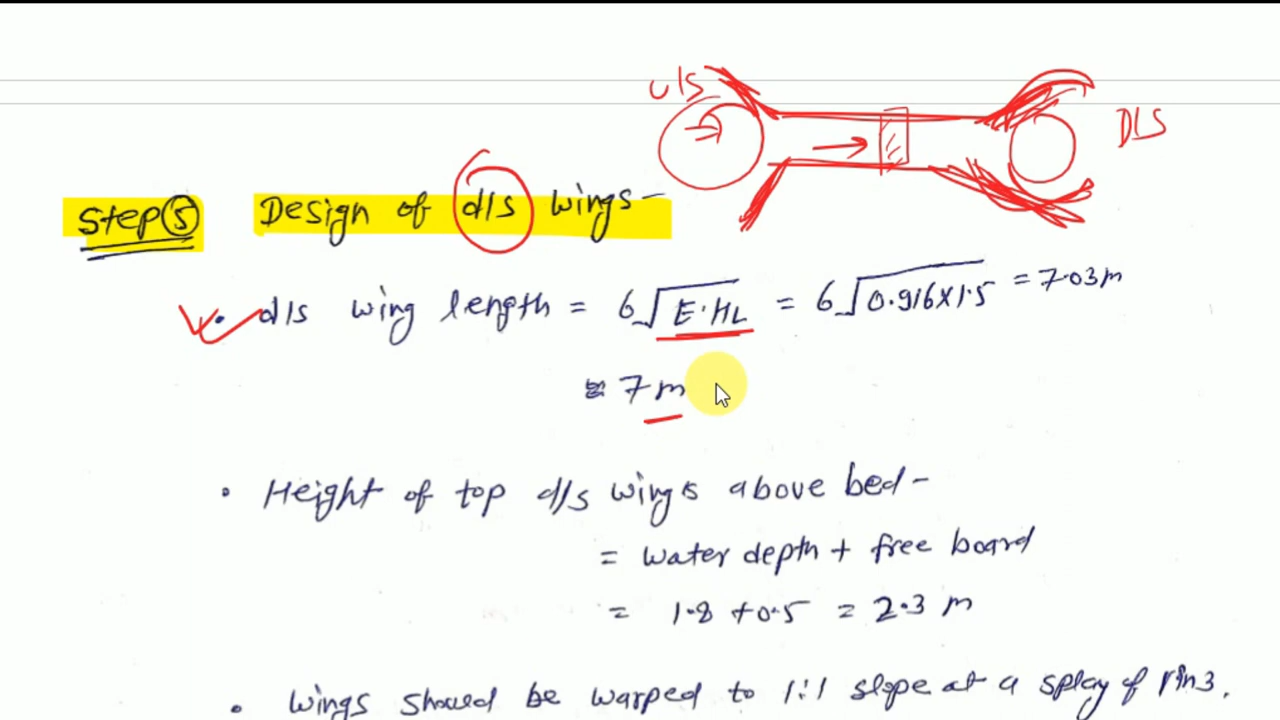 U/S
D/S
Step⑤ Design of d/s wings-
• d/s wing length = 6√E·HL = 6√0.916×1.5 = 7.03m
≈ 7m
• Height of top d/s wings above bed-
= water depth + free board
= 1.8 + 0.5 = 2.3 m
• Wings should be warped to 1:1 slope at a splay of 1 in 3.